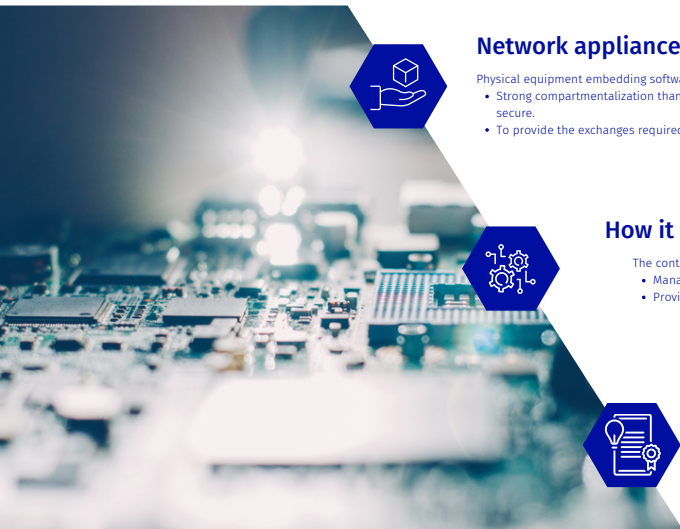 Network appliance
Physical equipment embedding softwa
• Strong compartmentalization than
secure.
• To provide the exchanges required
How it
The cont
• Mana
• Provi